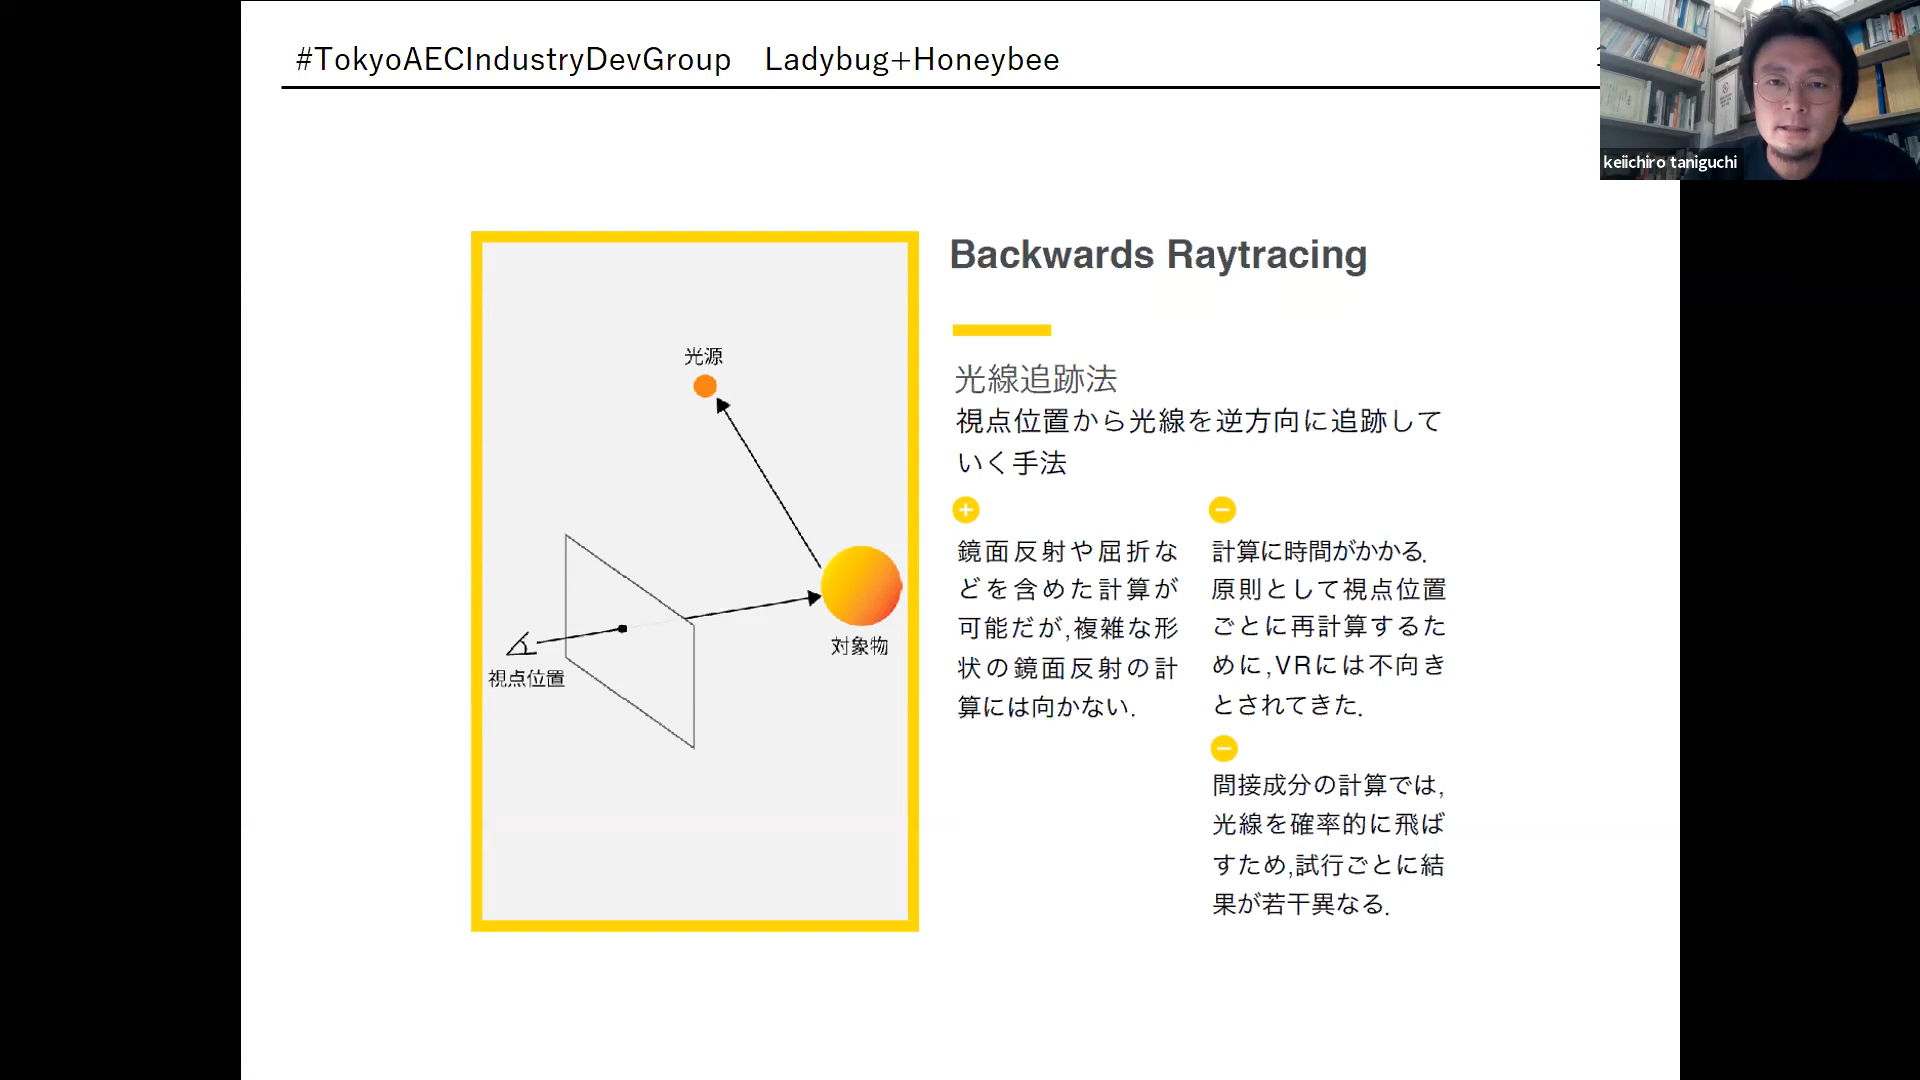 #TokyoAECIndustryDevGroup　Ladybug+Honeybee
keiichiro taniguchi
Backwards Raytracing
光線追跡法
視点位置から光線を逆方向に追跡して
いく手法
鏡面反射や屈折な
どを含めた計算が
可能だが,複雑な形
状の鏡面反射の計
算には向かない.
計算に時間がかかる.
原則として視点位置
ごとに再計算するた
めに,VRには不向き
とされてきた.
間接成分の計算では,
光線を確率的に飛ば
すため,試行ごとに結
果が若干異なる.
光源
対象物
視点位置